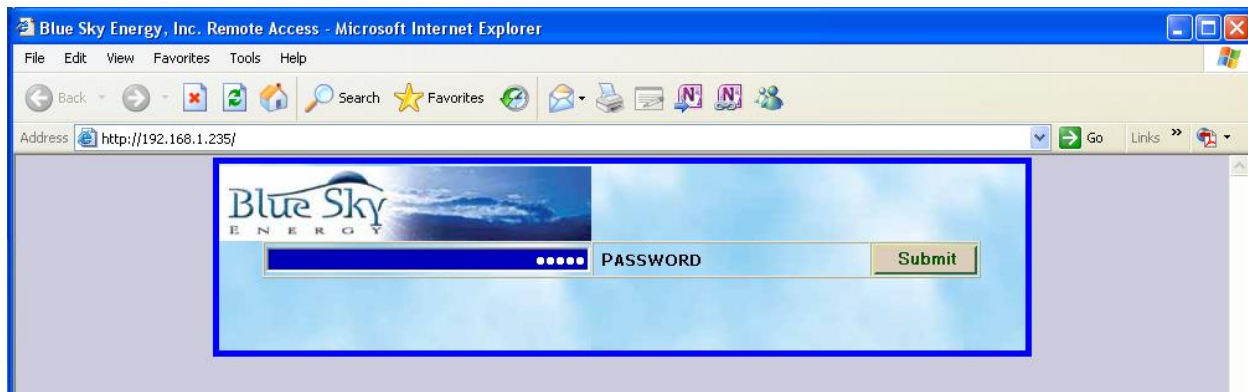 Blue Sky Energy, Inc. Remote Access - Microsoft Internet Explorer
File Edit View Favorites Tools Help
Back Search Favorites
Address http://192.168.1.235/ Go Links »
Blue Sky
ENERGY
••••• PASSWORD Submit